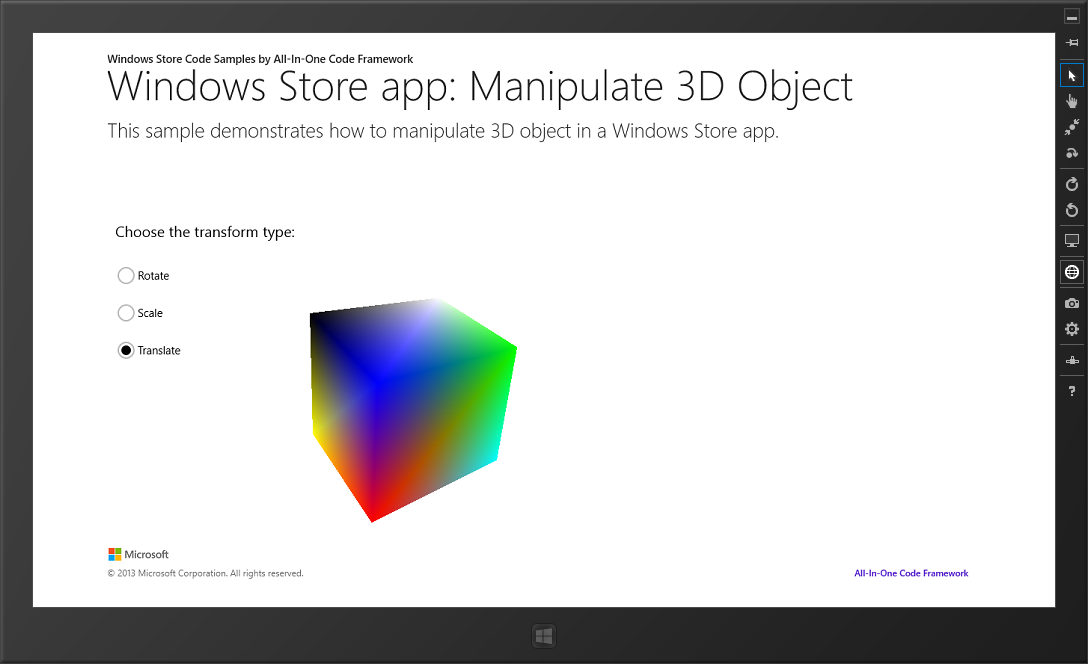 Windows Store Code Samples by All-In-One Code Framework
Windows Store app: Manipulate 3D Object
This sample demonstrates how to manipulate 3D object in a Windows Store app.
Choose the transform type:
Rotate
Scale
Translate
Microsoft
© 2013 Microsoft Corporation. All rights reserved.
All-In-One Code Framework
?